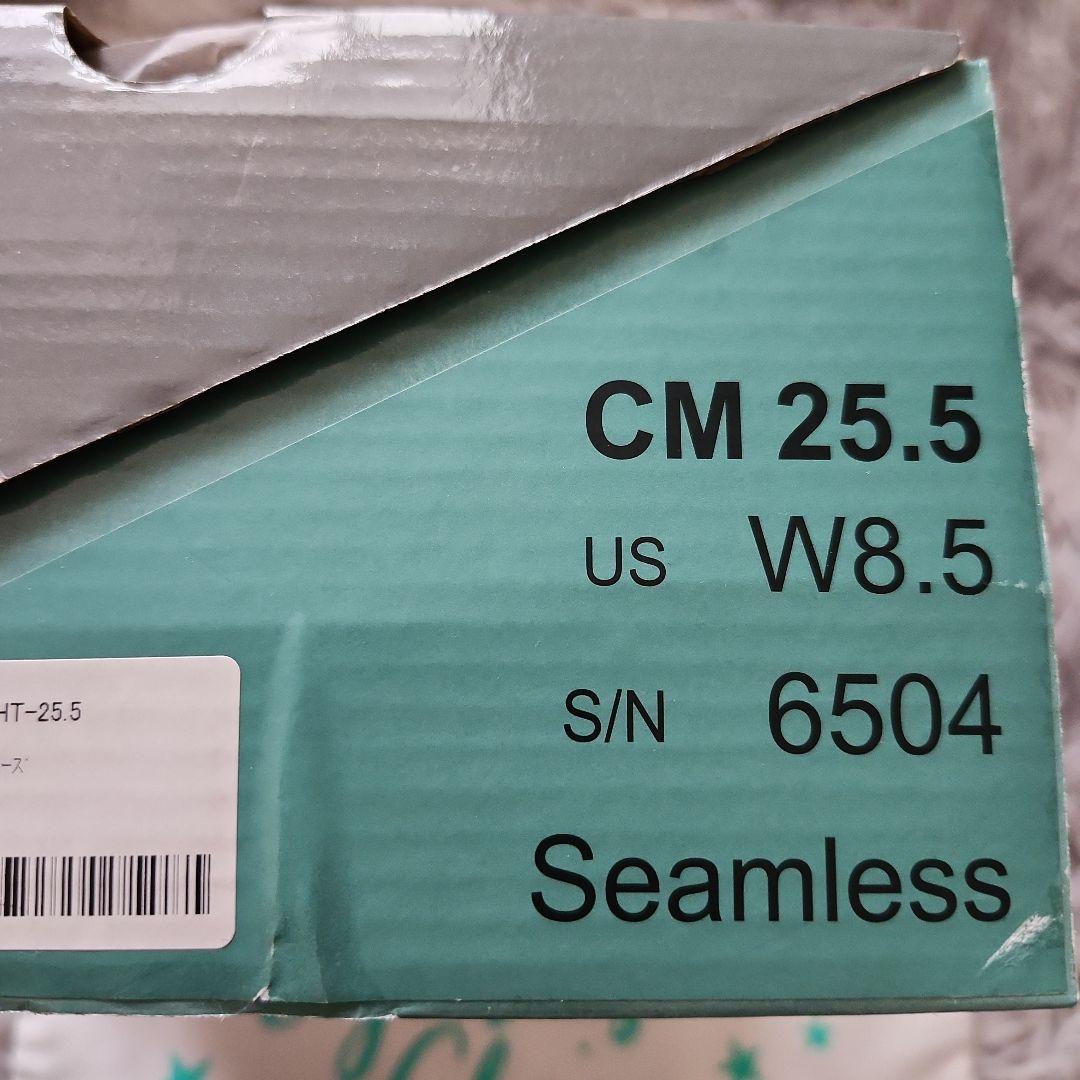 CM 25.5
US W8.5
S/N 6504
Seamless
HT-25.5
ｰｽﾞ